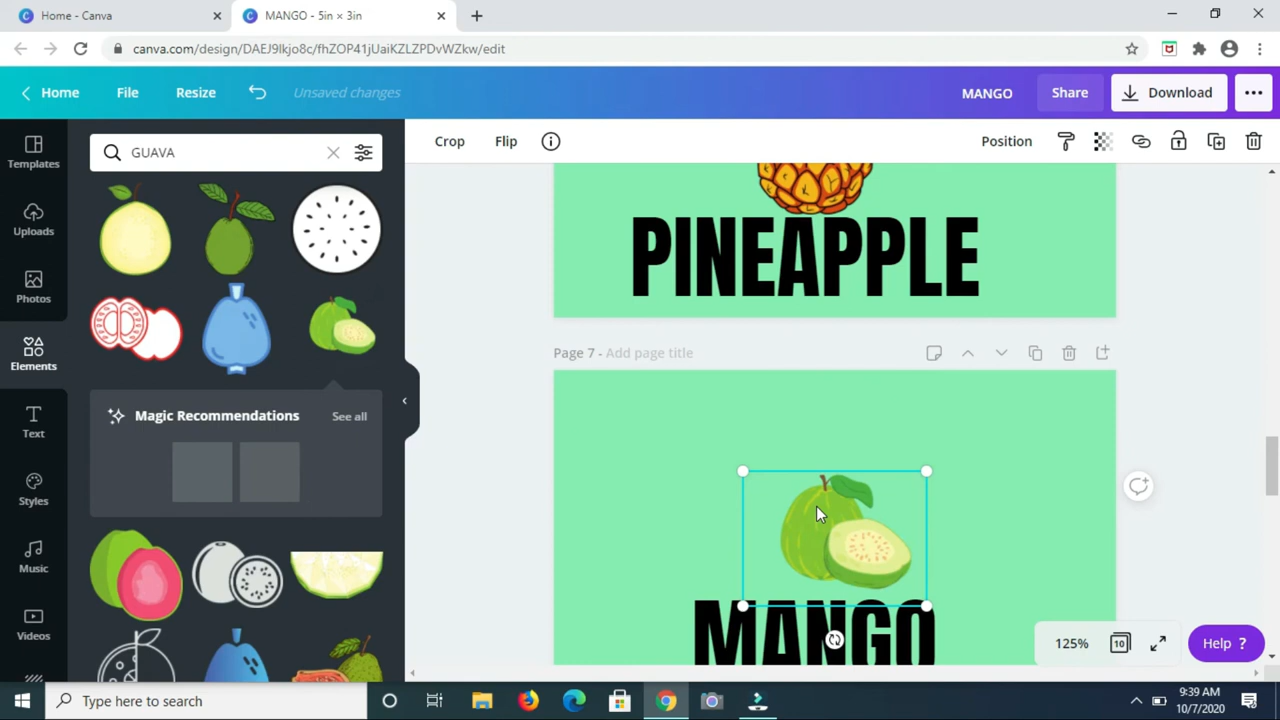 Home - Canva
MANGO - 5in × 3in
canva.com/design/DAEJ9lkjo8c/fhZOP41jUaiKZLZPDvWZkw/edit
Home
File
Resize
Unsaved changes
MANGO
Share
Download
Templates
Uploads
Photos
Elements
Text
Styles
Music
Videos
GUAVA
Magic Recommendations
See all
Crop
Flip
Position
PINEAPPLE
Page 7 - Add page title
MANGO
125%
10
Help ?
Type here to search
9:39 AM
10/7/2020